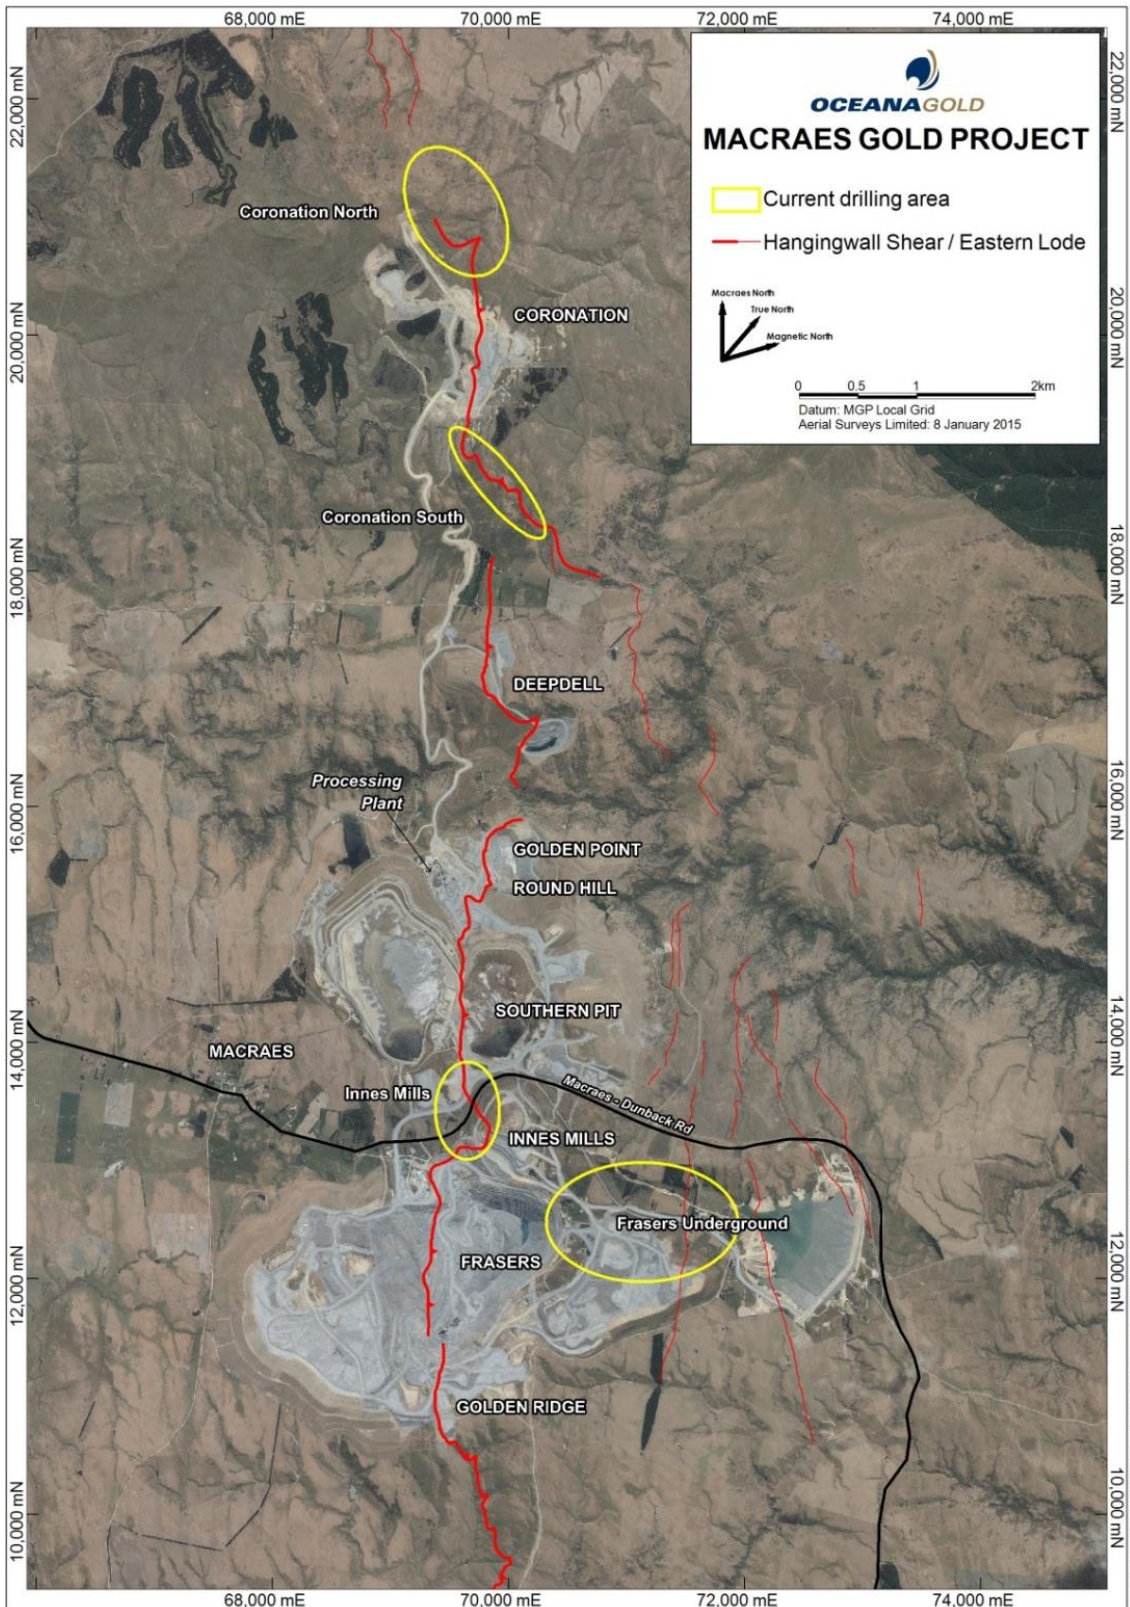 68,000 mE
70,000 mE
72,000 mE
74,000 mE
22,000 mN
20,000 mN
18,000 mN
16,000 mN
14,000 mN
12,000 mN
10,000 mN
22,000 mN
20,000 mN
18,000 mN
16,000 mN
14,000 mN
12,000 mN
10,000 mN
OCEANAGOLD
MACRAES GOLD PROJECT
Current drilling area
Hangingwall Shear / Eastern Lode
Macraes North
True North
Magnetic North
0 0.5 1 2km
Datum: MGP Local Grid
Aerial Surveys Limited: 8 January 2015
Coronation North
CORONATION
Coronation South
DEEPDELL
Processing
Plant
GOLDEN POINT
ROUND HILL
SOUTHERN PIT
MACRAES
Innes Mills
Macraes - Dunback Rd
INNES MILLS
Frasers Underground
FRASERS
GOLDEN RIDGE
68,000 mE
70,000 mE
72,000 mE
74,000 mE